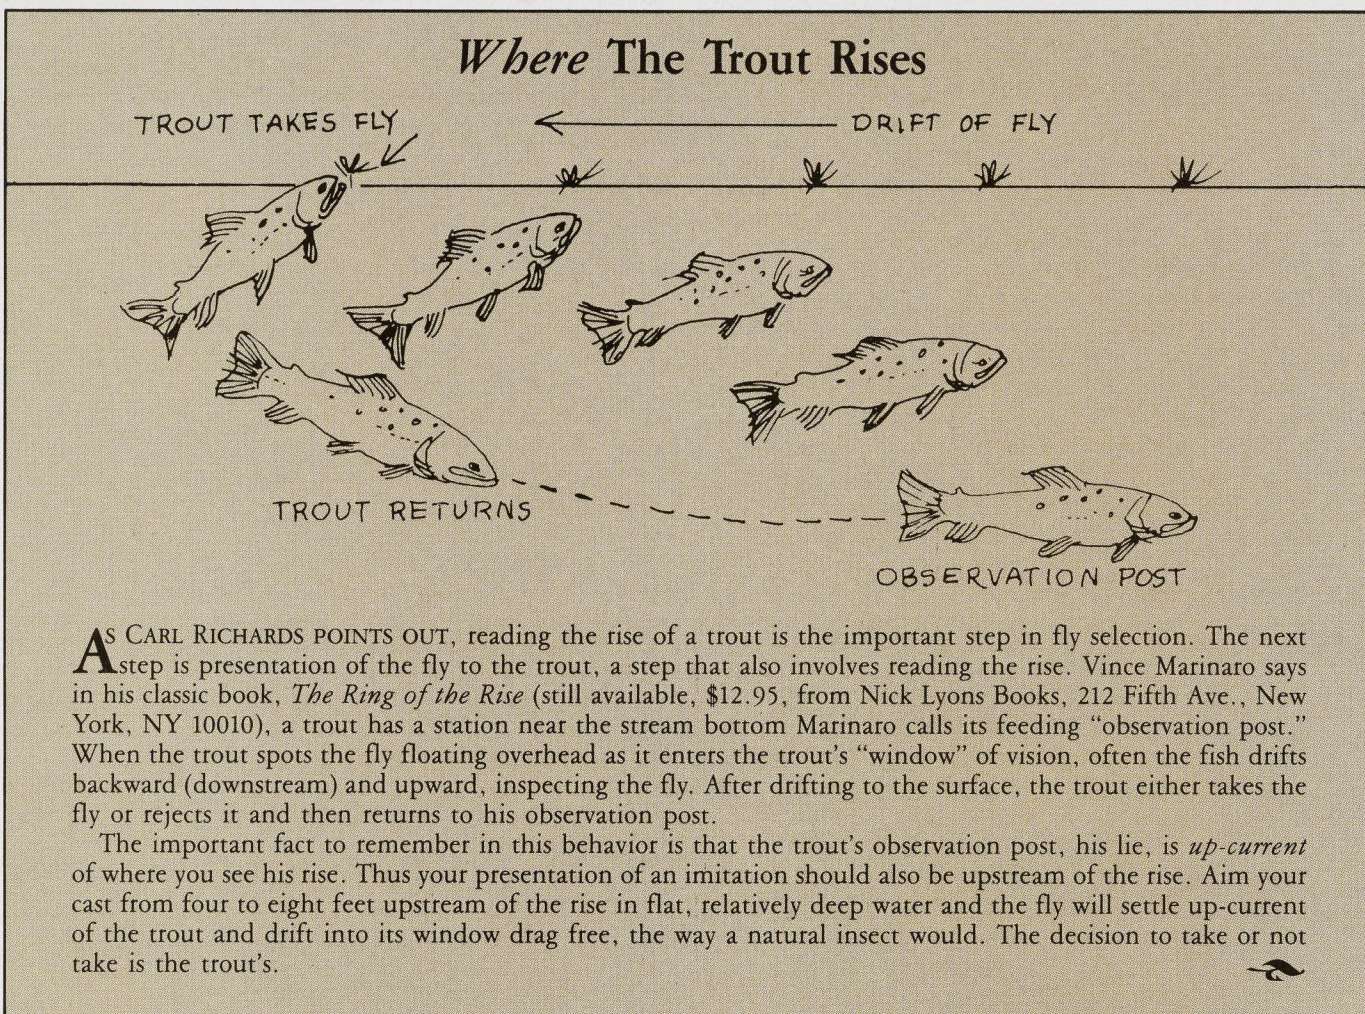 Where The Trout Rises
TROUT TAKES FLY
DRIFT OF FLY
TROUT RETURNS
OBSERVATION POST
AS CARL RICHARDS POINTS OUT, reading the rise of a trout is the important step in fly selection. The next
step is presentation of the fly to the trout, a step that also involves reading the rise. Vince Marinaro says
in his classic book, The Ring of the Rise (still available, $12.95, from Nick Lyons Books, 212 Fifth Ave., New
York, NY 10010), a trout has a station near the stream bottom Marinaro calls its feeding “observation post.”
When the trout spots the fly floating overhead as it enters the trout’s “window” of vision, often the fish drifts
backward (downstream) and upward, inspecting the fly. After drifting to the surface, the trout either takes the
fly or rejects it and then returns to his observation post.
The important fact to remember in this behavior is that the trout’s observation post, his lie, is up-current
of where you see his rise. Thus your presentation of an imitation should also be upstream of the rise. Aim your
cast from four to eight feet upstream of the rise in flat, relatively deep water and the fly will settle up-current
of the trout and drift into its window drag free, the way a natural insect would. The decision to take or not
take is the trout’s.